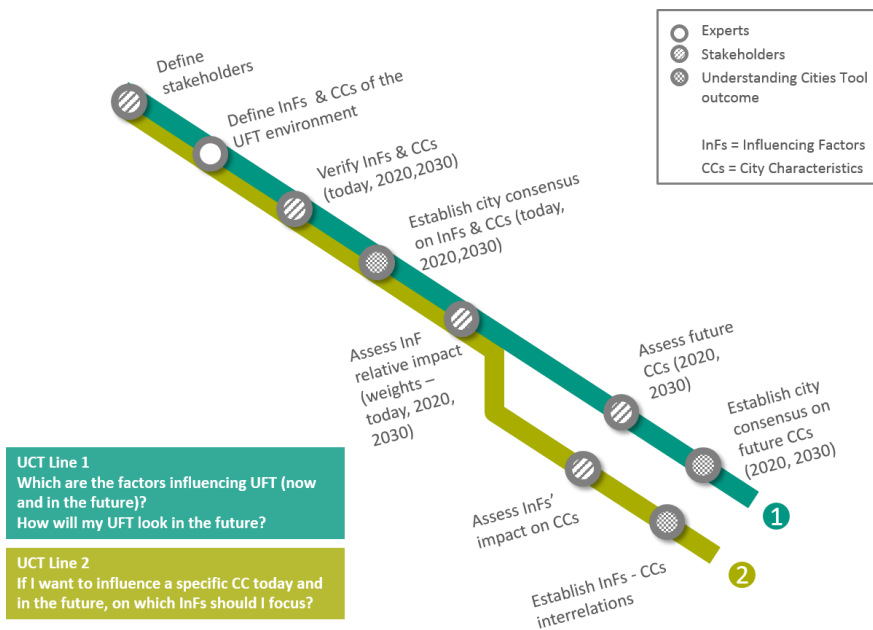 Define
stakeholders
Define InFs & CCs of the
UFT environment
Verify InFs & CCs
(today, 2020,2030)
Establish city consensus
on InFs & CCs (today,
2020,2030)
Assess InF
relative impact
(weights –
today, 2020,
2030)
Assess future
CCs (2020,
2030)
Establish city
consensus on
future CCs
(2020, 2030)
Assess InFs'
impact on CCs
Establish InFs - CCs
interrelations
1
2
Experts
Stakeholders
Understanding Cities Tool
outcome
InFs = Influencing Factors
CCs = City Characteristics
UCT Line 1
Which are the factors influencing UFT (now
and in the future)?
How will my UFT look in the future?
UCT Line 2
If I want to influence a specific CC today and
in the future, on which InFs should I focus?